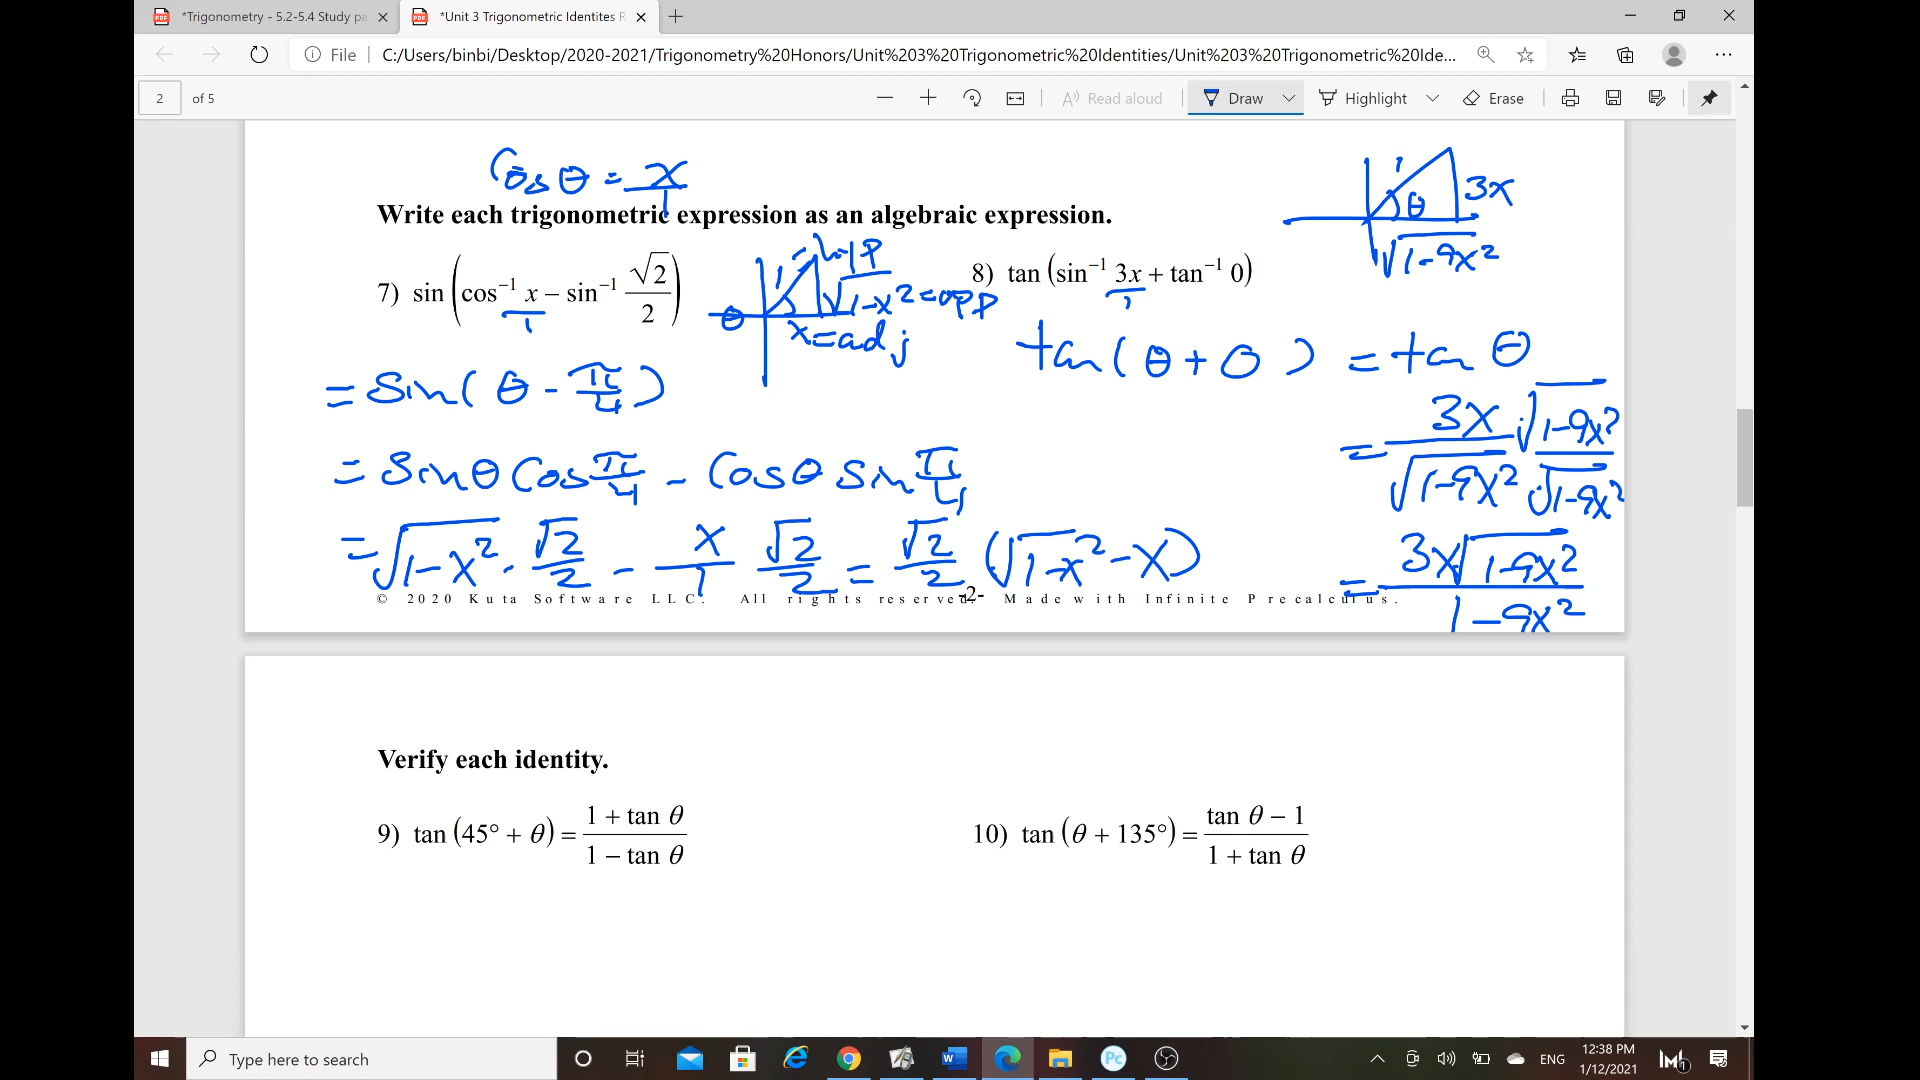 *Trigonometry - 5.2-5.4 Study pa
*Unit 3 Trigonometric Identites R
File
C:/Users/binbi/Desktop/2020-2021/Trigonometry%20Honors/Unit%203%20Trigonometric%20Identities/Unit%203%20Trigonometric%20Ide...
2 of 5
Read aloud
Draw
Highlight
Erase
Cos θ = x/1
Write each trigonometric expression as an algebraic expression.
1
θ
3x
√(1-9x²)
7) sin (cos⁻¹ x − sin⁻¹ √2/2)
1
hyp
1
√(1-x²) = opp
θ
x = adj
8) tan (sin⁻¹ 3x + tan⁻¹ 0)
1
tan( θ + 0 ) = tan θ
= sin( θ - π/4 )
= 3x/√(1-9x²) · √(1-9x²)/√(1-9x²)
= sin θ cos π/4 - cos θ sin π/4
= √(1-x²) · √2/2 - x/1 √2/2 = √2/2 (√(1-x²) - x)
= 3x√(1-9x²)/1-9x²
© 2020 Kuta Software LLC. All rights reserved. Made with Infinite Precalculus.
-2-
Verify each identity.
9) tan (45° + θ) = 1 + tan θ / 1 − tan θ
10) tan (θ + 135°) = tan θ − 1 / 1 + tan θ
Type here to search
ENG
12:38 PM
1/12/2021